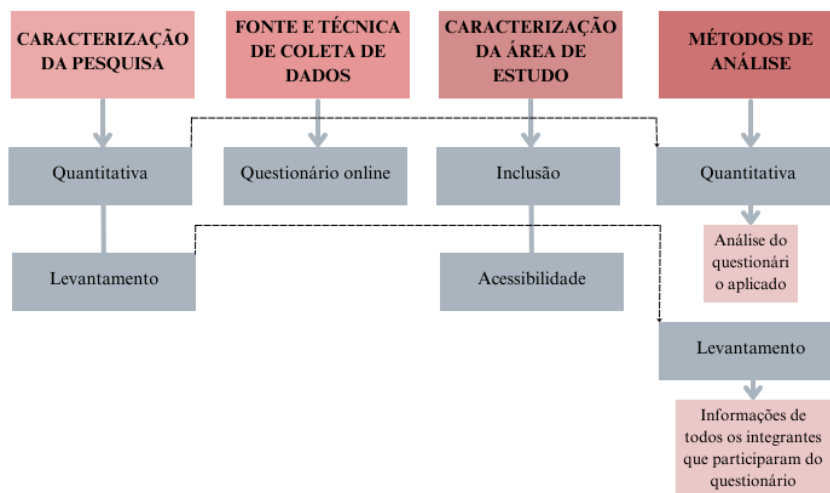 CARACTERIZAÇÃO
DA PESQUISA
FONTE E TÉCNICA
DE COLETA DE
DADOS
CARACTERIZAÇÃO
DA ÁREA DE
ESTUDO
MÉTODOS DE
ANÁLISE
Quantitativa
Questionário online
Inclusão
Quantitativa
Levantamento
Acessibilidade
Análise do
questionári
o aplicado
Levantamento
Informações de
todos os integrantes
que participaram do
questionário